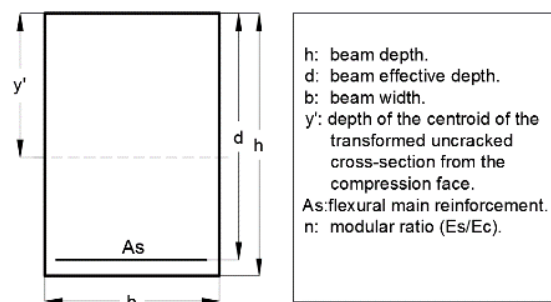 y'
d
h
As
b
h: beam depth.
d: beam effective depth.
b: beam width.
y': depth of the centroid of the
transformed uncracked
cross-section from the
compression face.
As:flexural main reinforcement.
n: modular ratio (Es/Ec).